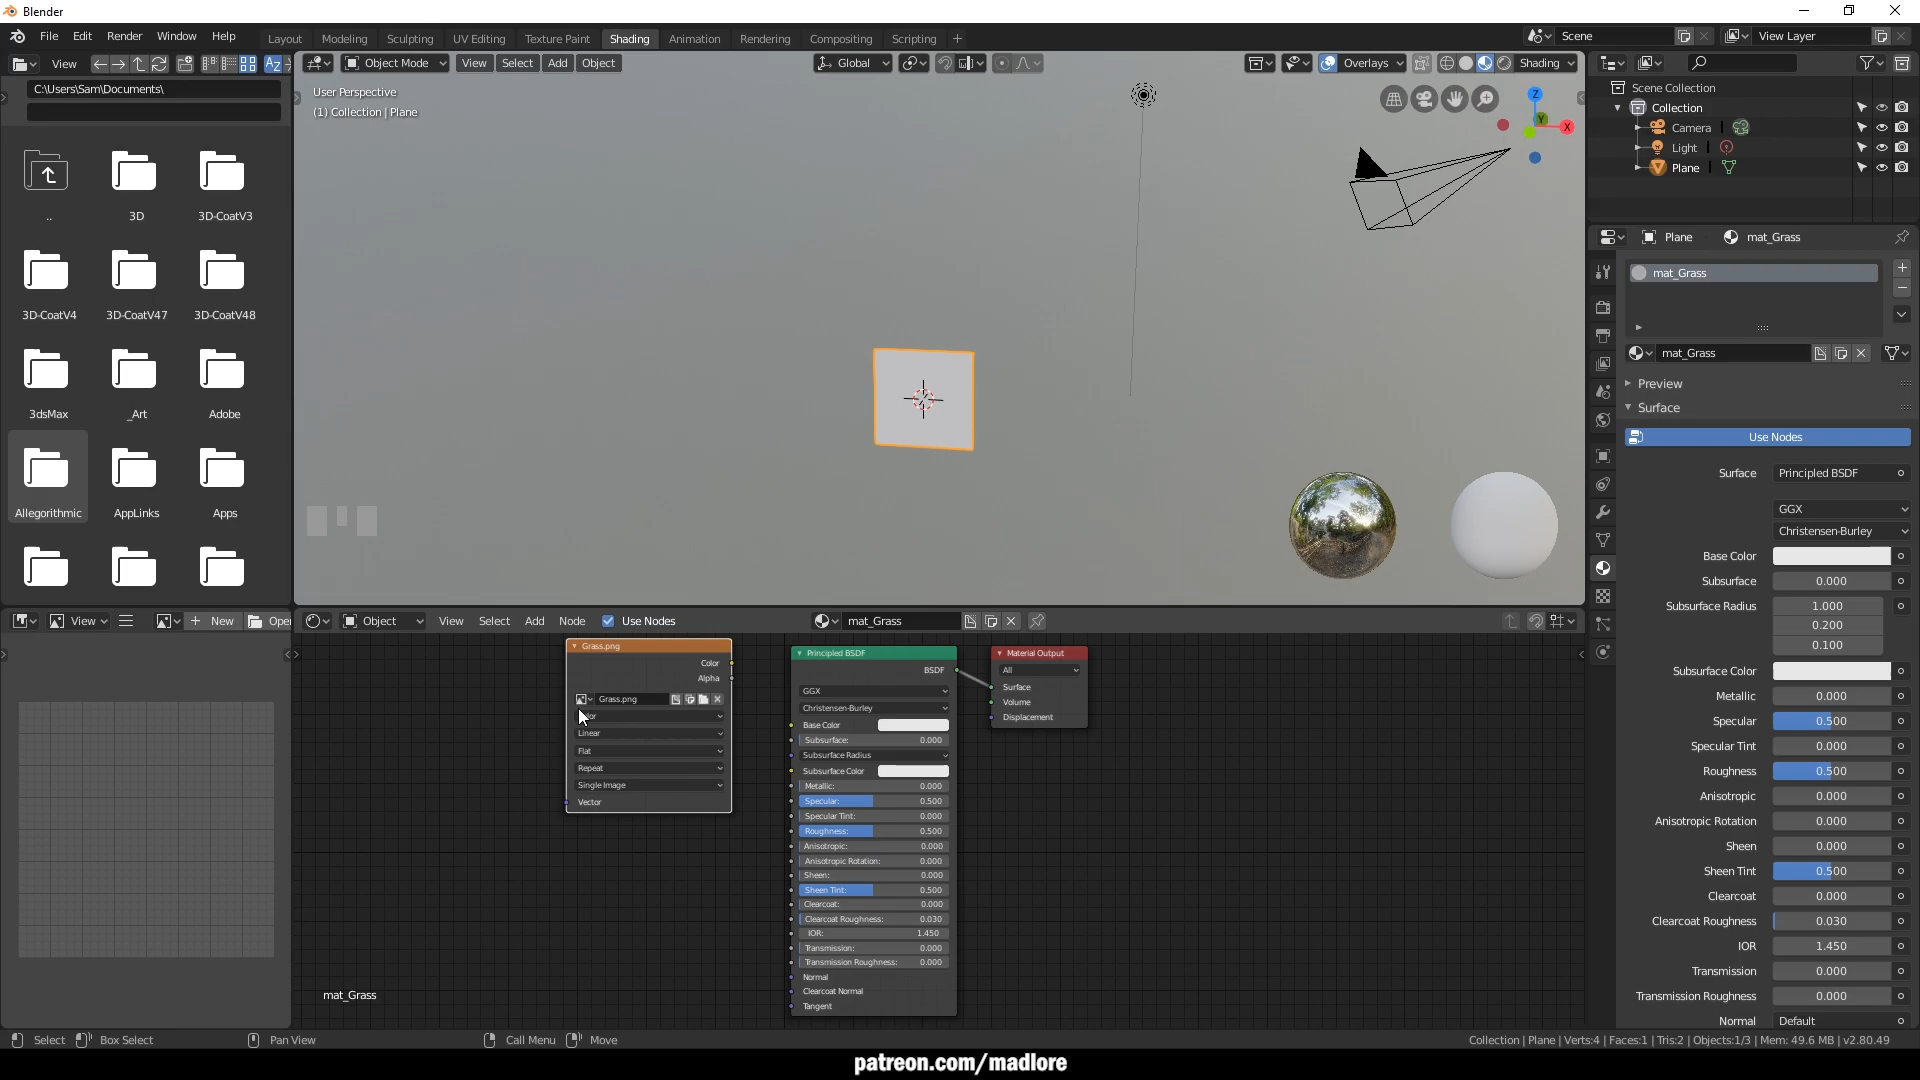 Blender
File Edit Render Window Help
Layout Modeling Sculpting UV Editing Texture Paint Shading Animation Rendering Compositing Scripting +
Scene
View Layer
View
Object Mode View Select Add Object
Global
Overlays
Shading
C:\Users\Sam\Documents\
User Perspective
(1) Collection | Plane
Z
Y
X
Scene Collection
Collection
Camera
Light
Plane
..
3D
3D-CoatV3
3D-CoatV4
3D-CoatV47
3D-CoatV48
3dsMax
_Art
Adobe
Allegorithmic
AppLinks
Apps
Plane
mat_Grass
mat_Grass
mat_Grass
Preview
Surface
Use Nodes
Surface Principled BSDF
GGX
Christensen-Burley
Base Color
Subsurface 0.000
Subsurface Radius 1.000
0.200
0.100
Subsurface Color
Metallic 0.000
Specular 0.500
Specular Tint 0.000
Roughness 0.500
Anisotropic 0.000
Anisotropic Rotation 0.000
Sheen 0.000
Sheen Tint 0.500
Clearcoat 0.000
Clearcoat Roughness 0.030
IOR 1.450
Transmission 0.000
Transmission Roughness 0.000
Normal Default
View
+ New
Open
Object View Select Add Node Use Nodes
mat_Grass
Grass.png
Color
Alpha
Grass.png
Linear
Flat
Repeat
Single Image
Vector
Principled BSDF
BSDF
GGX
Christensen-Burley
Base Color
Subsurface: 0.000
Subsurface Radius
Subsurface Color
Metallic: 0.000
Specular: 0.500
Specular Tint: 0.000
Roughness: 0.500
Anisotropic: 0.000
Anisotropic Rotation: 0.000
Sheen: 0.000
Sheen Tint: 0.500
Clearcoat: 0.000
Clearcoat Roughness: 0.030
IOR: 1.450
Transmission: 0.000
Transmission Roughness: 0.000
Normal
Clearcoat Normal
Tangent
Material Output
All
Surface
Volume
Displacement
mat_Grass
Select Box Select Pan View Call Menu Move
Collection | Plane | Verts:4 | Faces:1 | Tris:2 | Objects:1/3 | Mem: 49.6 MB | v2.80.49
patreon.com/madlore